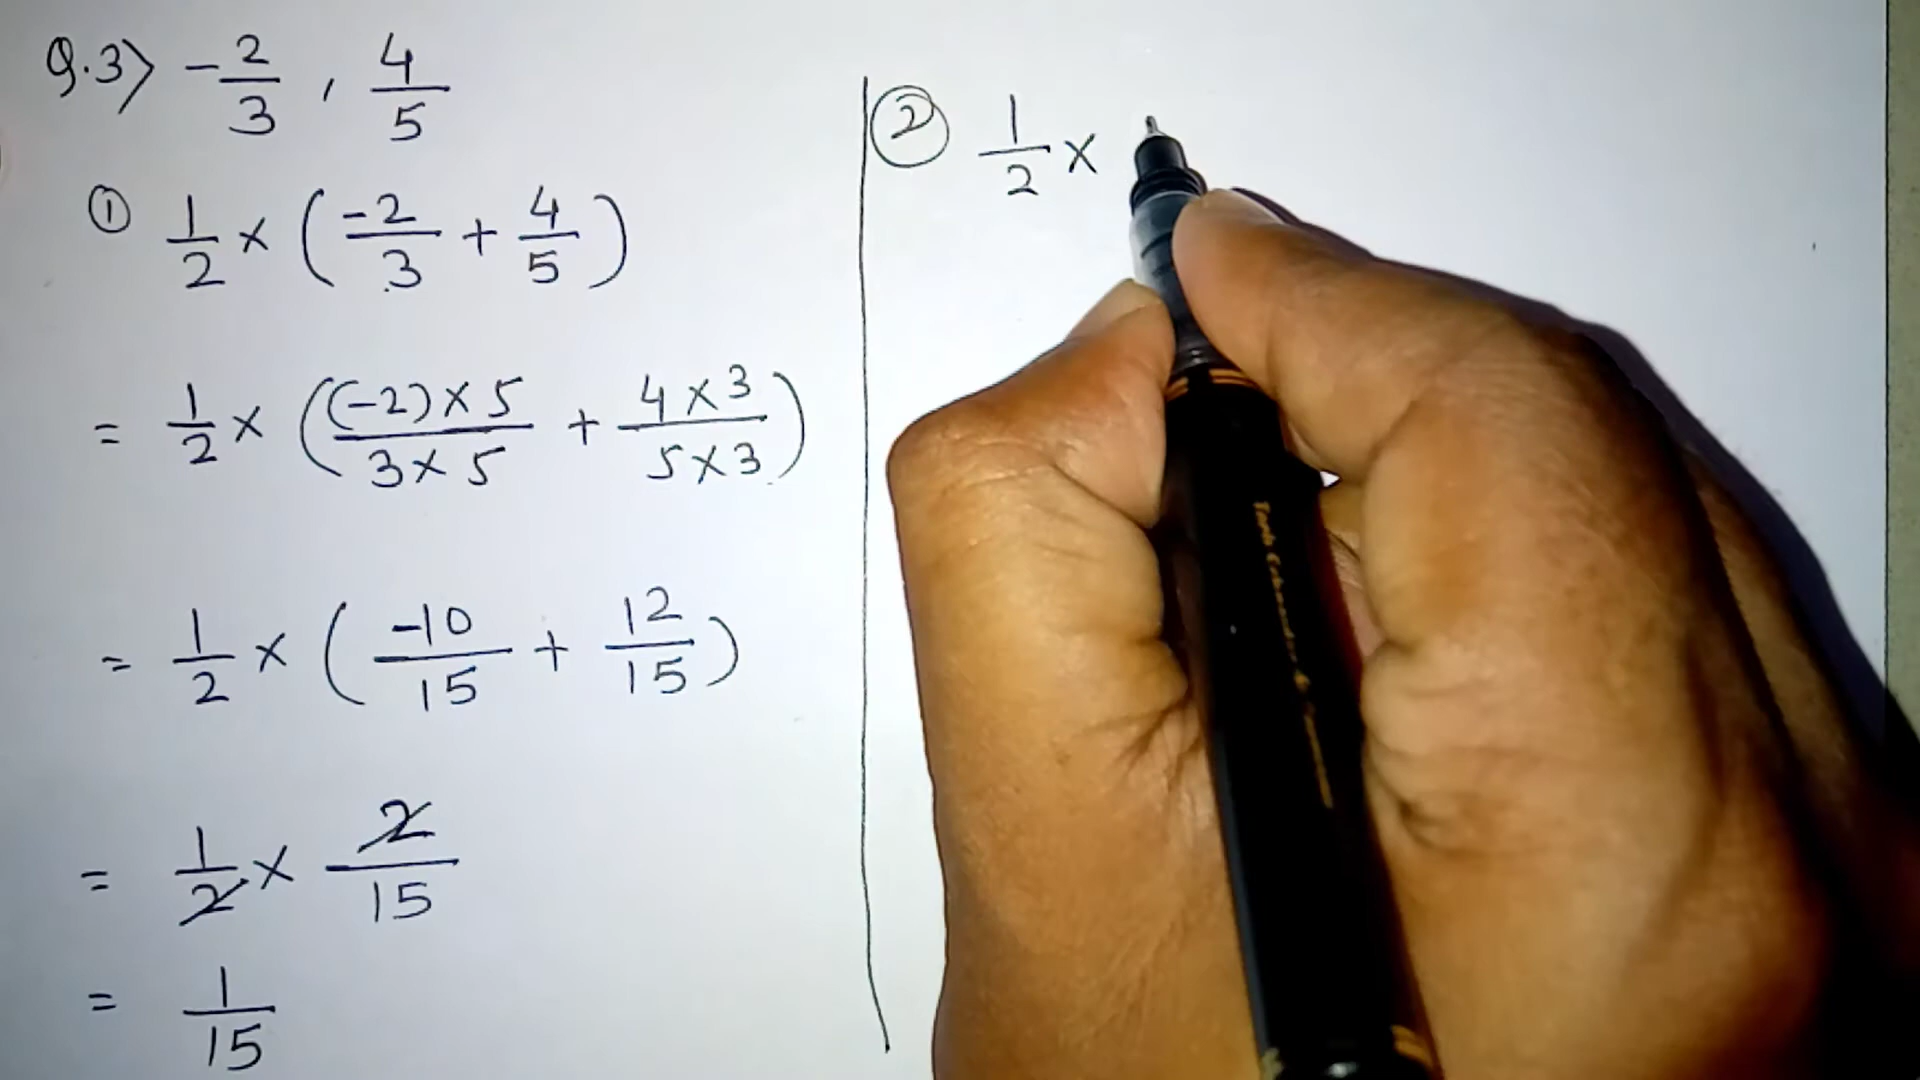 Q.3) -2/3 , 4/5
① 1/2 × (-2/3 + 4/5)
= 1/2 × ((-2)×5/3×5 + 4×3/5×3)
= 1/2 × (-10/15 + 12/15)
= 1/2 × 2/15
= 1/15
② 1/2 ×